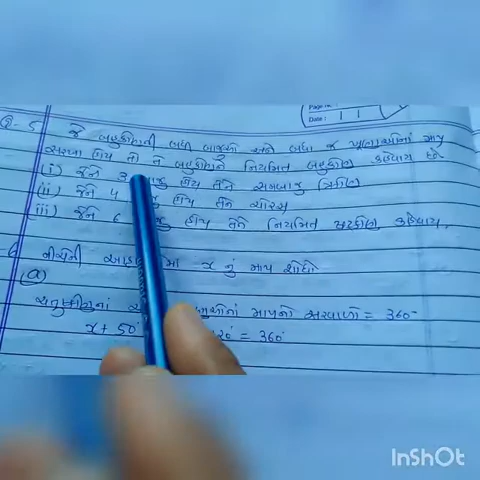 Page No.
Date:
Q-5 જે બહુકોણની બધી બાજુઓ અને બધા જ ખૂણાઓનાં માપ
સરખા હોય તો તે બહુકોણને નિયમિત બહુકોણ કહેવાય છે.
(i) જેને 3 હોય તેને સમબાજુ ત્રિકોણ
(ii) જેને 4 હોય તેને ચોરસ
iii) જેને 6 હોય તેને નિયમિત ષટ્કોણ કહેવાય.
6 નીચેની આકૃતિમાં x નું માપ શોધો
(a)
ચતુષ્કોણનાં માપનો સરવાળો = 360°
x + 50° 120° = 360°
InShOt